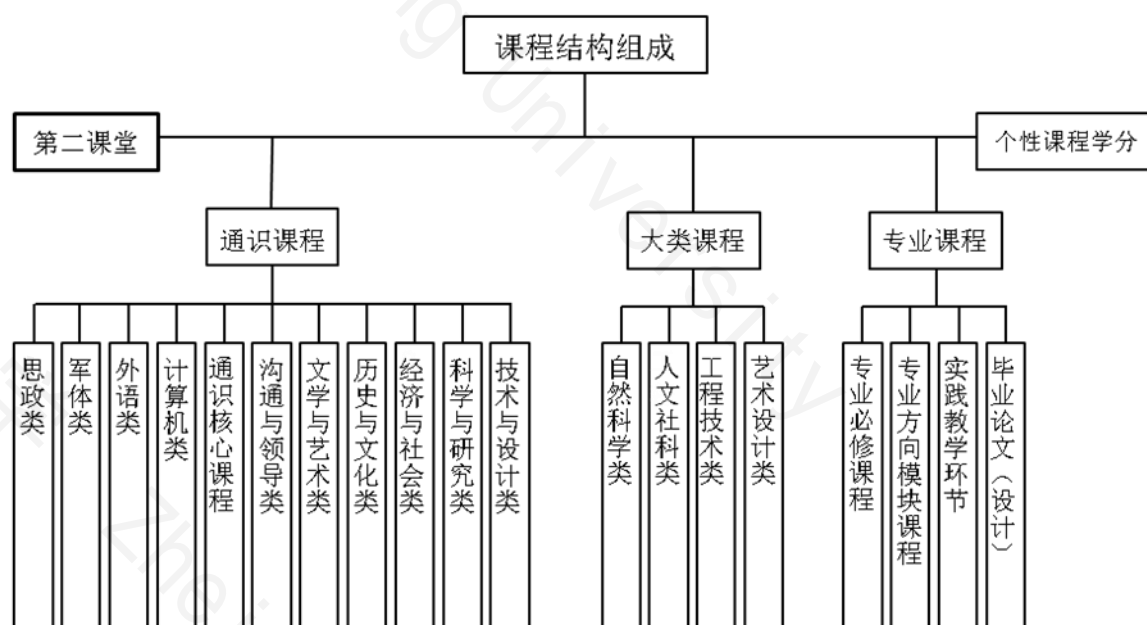 课程结构组成
第二课堂
个性课程学分
通识课程
大类课程
专业课程
思政类
军体类
外语类
计算机类
通识核心课程
沟通与领导类
文学与艺术类
历史与文化类
经济与社会类
科学与研究类
技术与设计类
自然科学类
人文社科类
工程技术类
艺术设计类
专业必修课程
专业方向模块课程
实践教学环节
毕业论文（设计）
ng University
Zhe